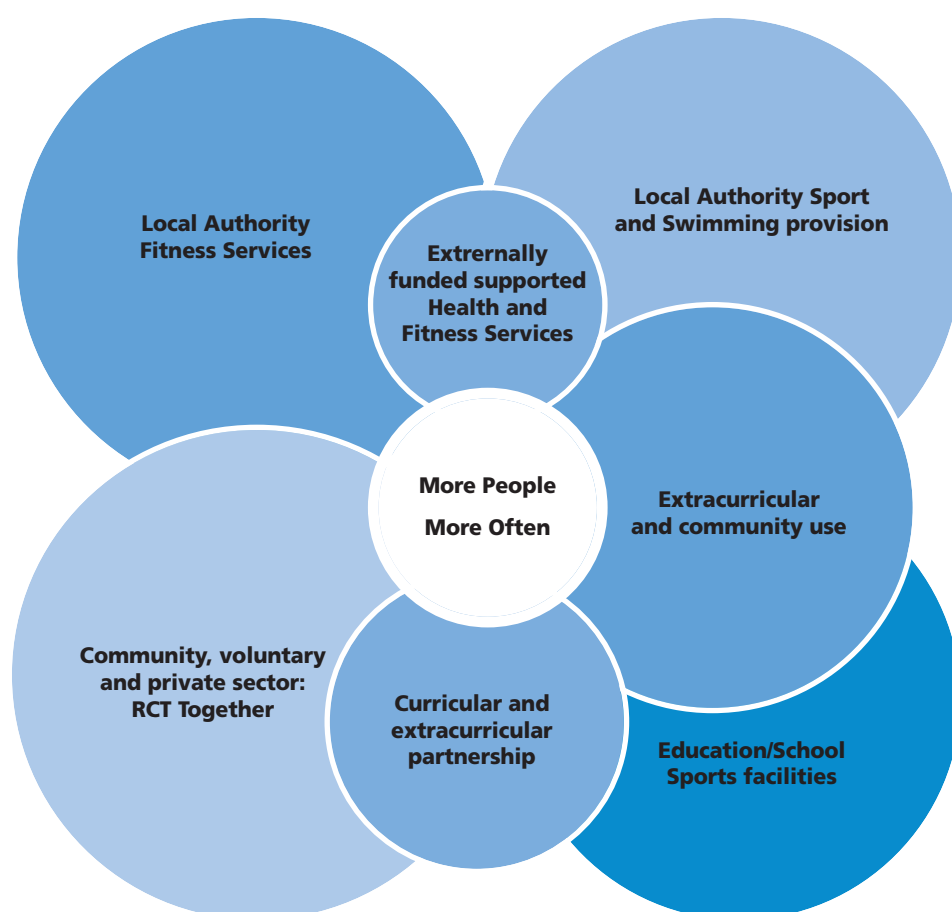 Local Authority
Fitness Services
Local Authority Sport
and Swimming provision
Extrernally
funded supported
Health and
Fitness Services
More People
More Often
Extracurricular
and community use
Community, voluntary
and private sector:
RCT Together
Curricular and
extracurricular
partnership
Education/School
Sports facilities